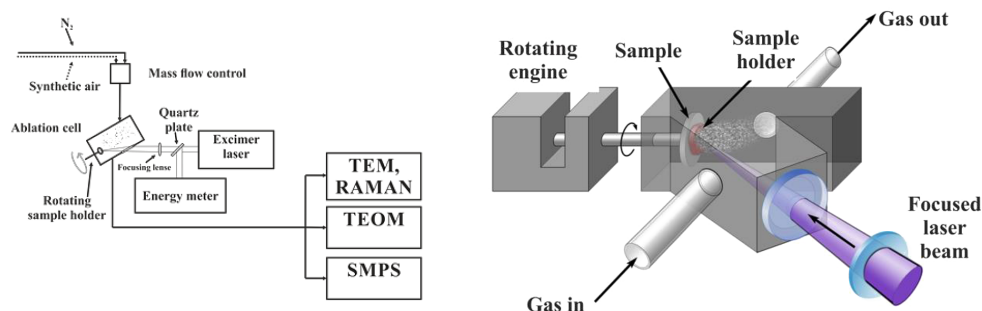 N₂
Synthetic air
Mass flow control
Ablation cell
Quartz
plate
Excimer
laser
Focusing lense
Energy meter
Rotating
sample holder
TEM,
RAMAN
TEOM
SMPS
Gas out
Rotating
engine
Sample
Sample
holder
Focused
laser
beam
Gas in